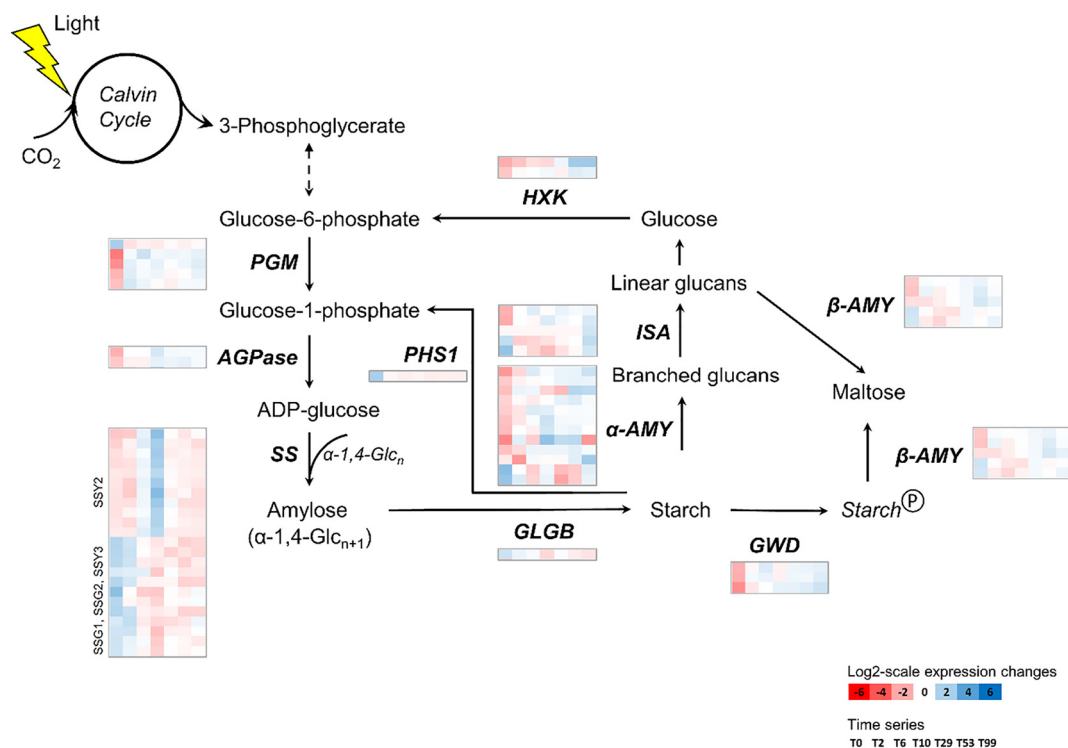 Light
Calvin
Cycle
CO2
3-Phosphoglycerate
HXK
Glucose-6-phosphate
Glucose
PGM
Linear glucans
Glucose-1-phosphate
β-AMY
ISA
AGPase
PHS1
Branched glucans
Maltose
ADP-glucose
α-AMY
SS
α-1,4-Glcn
β-AMY
SSY2
Amylose
(α-1,4-Glcn+1)
Starch
Starch P
GLGB
GWD
SSG1, SSG2, SSY3
Log2-scale expression changes
-6 -4 -2 0 2 4 6
Time series
T0 T2 T6 T10 T29 T53 T99